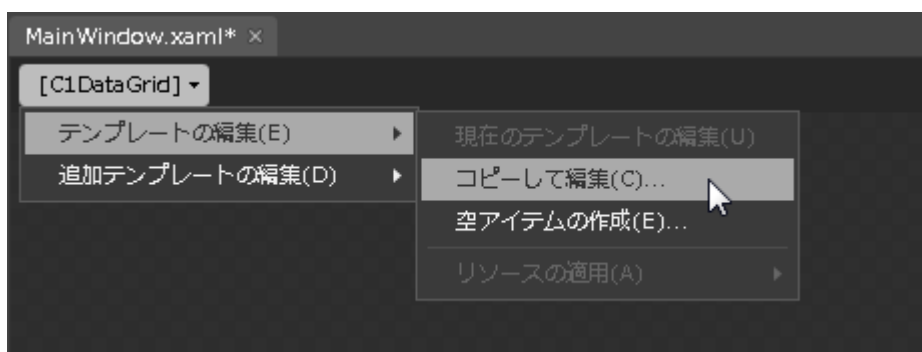 MainWindow.xaml* ×
[C1DataGrid]
テンプレートの編集(E)
追加テンプレートの編集(D)
現在のテンプレートの編集(U)
コピーして編集(C)...
空アイテムの作成(E)...
リソースの適用(A)